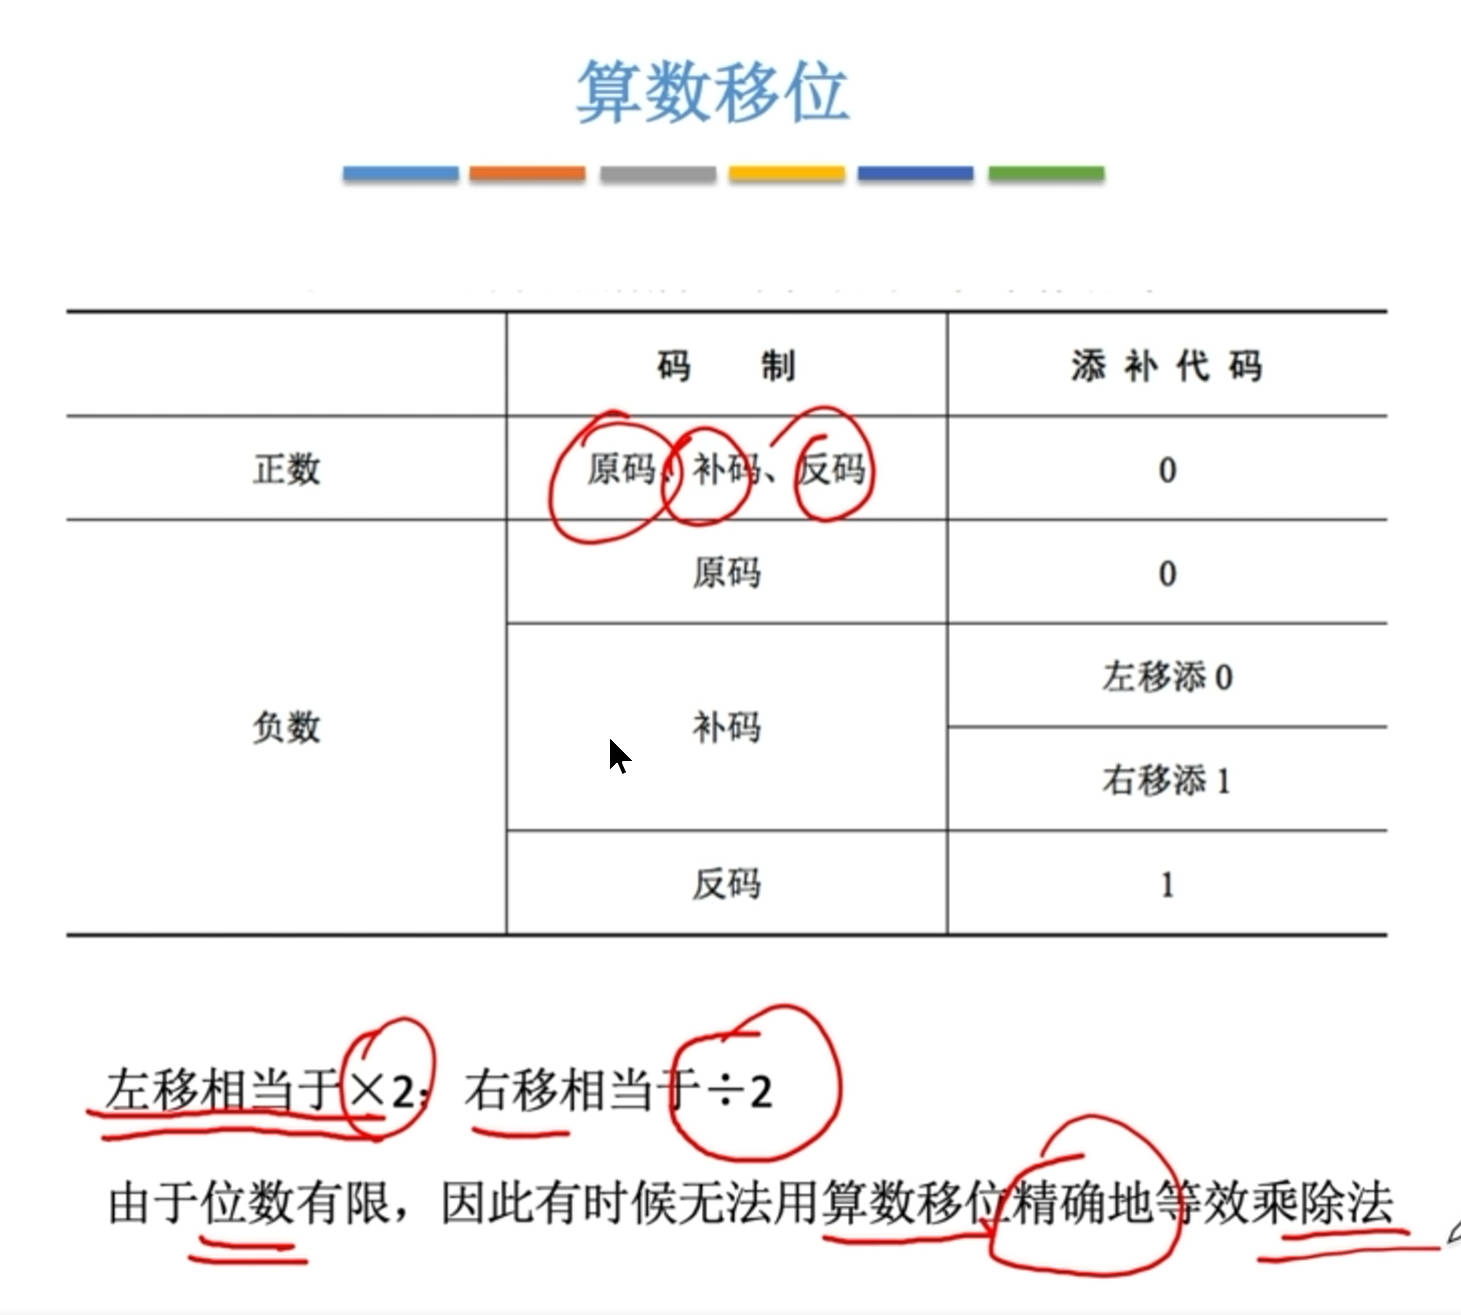 算数移位
码 制 添 补 代 码
正数 原码、补码、反码 0
原码 0
左移添 0
负数 补码
右移添 1
反码 1
左移相当于×2；右移相当于÷2
由于位数有限，因此有时候无法用算数移位精确地等效乘除法